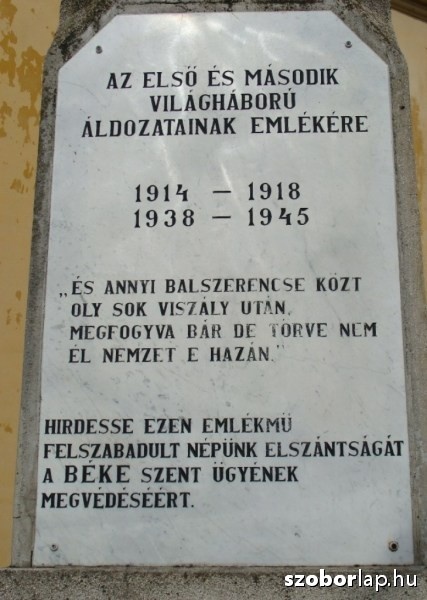 AZ ELSŐ ÉS MÁSODIK
VILÁGHÁBORÚ
ÁLDOZATAINAK EMLÉKÉRE
1914 – 1918
1938 – 1945
„ÉS ANNYI BALSZERENCSE KÖZT
OLY SOK VISZÁLY UTÁN,
MEGFOGYVA BÁR DE TÖRVE NEM
ÉL NEMZET E HAZÁN."
HIRDESSE EZEN EMLÉKMŰ
FELSZABADULT NÉPÜNK ELSZÁNTSÁGÁT
A BÉKE SZENT ÜGYÉNEK
MEGVÉDÉSÉÉRT.
szoborlap.hu